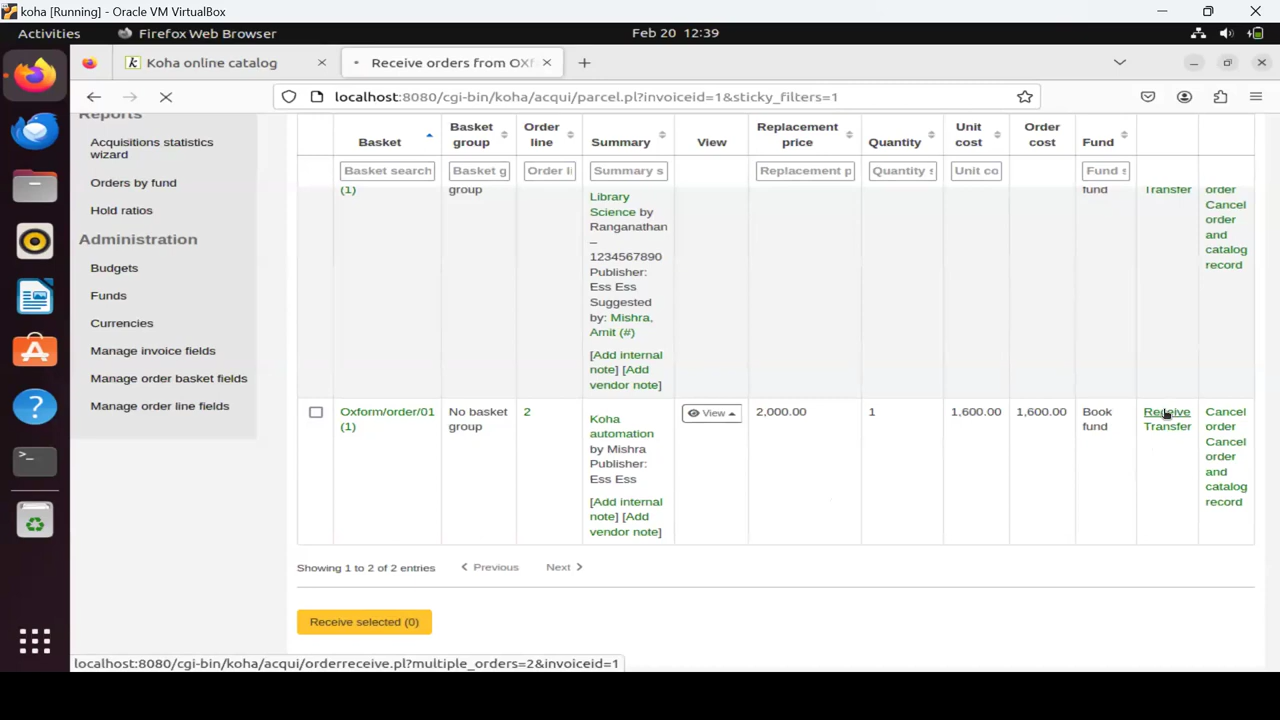 koha [Running] - Oracle VM VirtualBox
Activities
Firefox Web Browser
Feb 20 12:39
Koha online catalog
Receive orders from OXf
localhost:8080/cgi-bin/koha/acqui/parcel.pl?invoiceid=1&sticky_filters=1
Reports
Acquisitions statistics
wizard
Orders by fund
Hold ratios
Administration
Budgets
Funds
Currencies
Manage invoice fields
Manage order basket fields
Manage order line fields
Basket
Basket
group
Order
line
Summary
View
Replacement
price
Quantity
Unit
cost
Order
cost
Fund
Basket search
Basket g
Order li
Summary s
Replacement p
Quantity s
Unit co
Fund s
(1)
group
Library
Science by
Ranganathan
–
1234567890
Publisher:
Ess Ess
Suggested
by: Mishra,
Amit (#)
[Add internal
note] [Add
vendor note]
fund
Transfer
order
Cancel
order
and
catalog
record
Oxform/order/01
(1)
No basket
group
2
Koha
automation
by Mishra
Publisher:
Ess Ess
[Add internal
note] [Add
vendor note]
View
2,000.00
1
1,600.00
1,600.00
Book
fund
Receive
Transfer
Cancel
order
Cancel
order
and
catalog
record
Showing 1 to 2 of 2 entries
Previous
Next
Receive selected (0)
localhost:8080/cgi-bin/koha/acqui/orderreceive.pl?multiple_orders=2&invoiceid=1